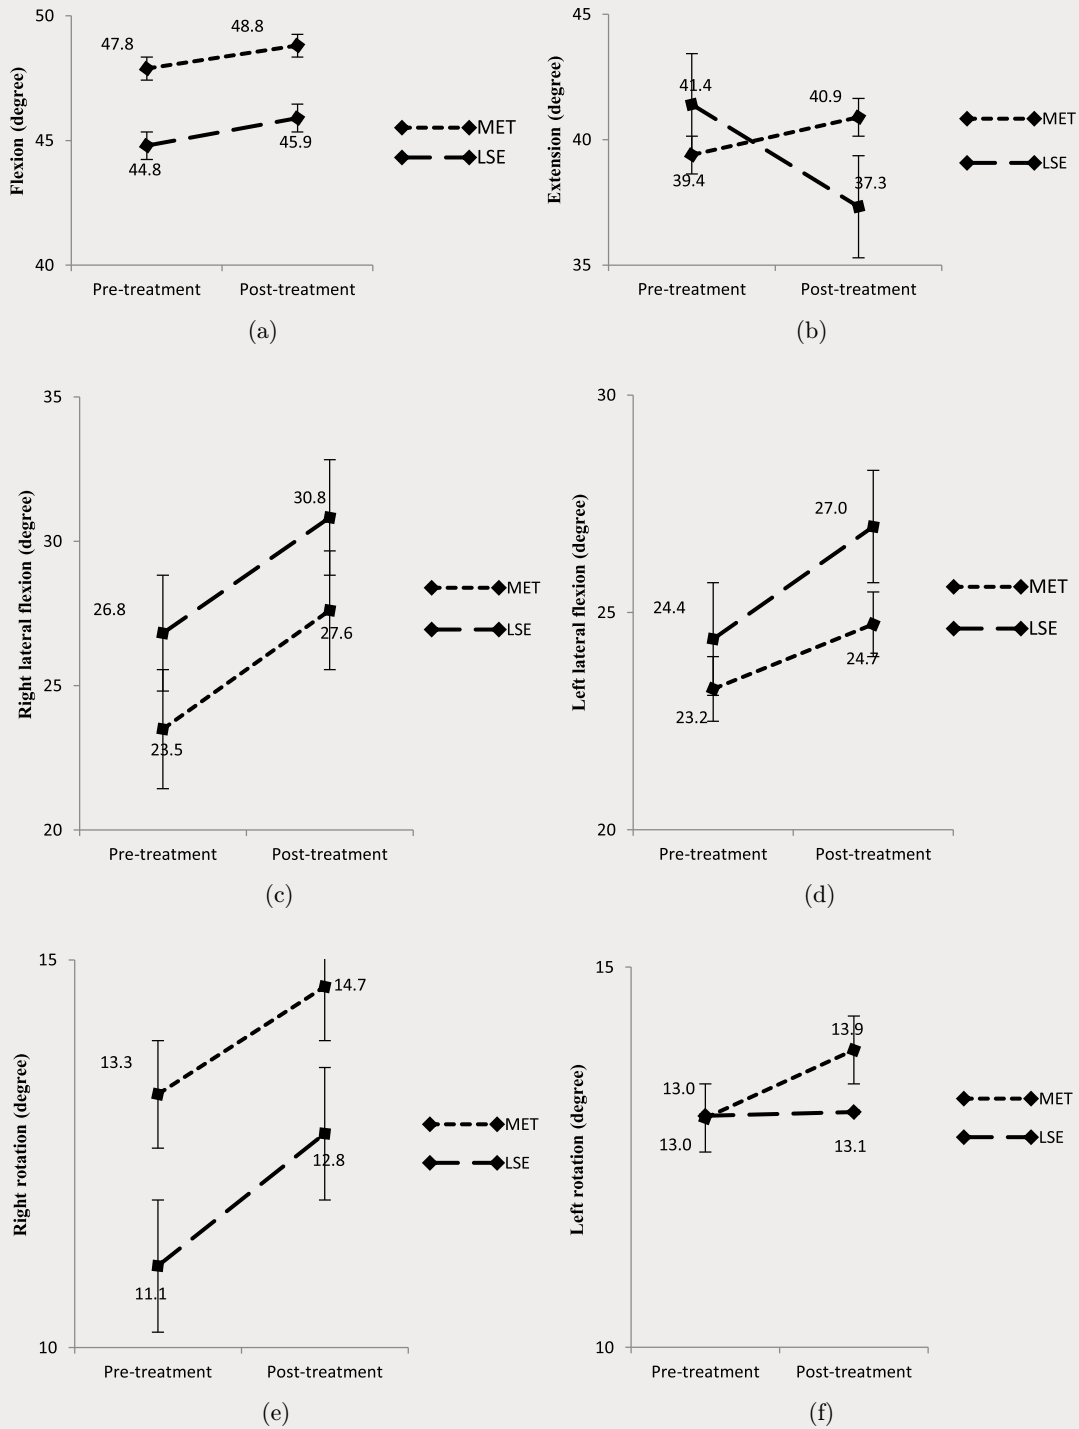 50
47.8
48.8
Flexion (degree)
45
44.8
45.9
40
Pre-treatment
Post-treatment
MET
LSE
(a)
45
41.4
40.9
Extension (degree)
40
39.4
37.3
35
Pre-treatment
Post-treatment
MET
LSE
(b)
35
30.8
Right lateral flexion (degree)
30
26.8
27.6
25
23.5
20
Pre-treatment
Post-treatment
MET
LSE
(c)
30
27.0
Left lateral flexion (degree)
25
24.4
24.7
23.2
20
Pre-treatment
Post-treatment
MET
LSE
(d)
15
14.7
13.3
Right rotation (degree)
12.8
11.1
10
Pre-treatment
Post-treatment
MET
LSE
(e)
15
13.9
13.0
Left rotation (degree)
13.0
13.1
10
Pre-treatment
Post-treatment
MET
LSE
(f)